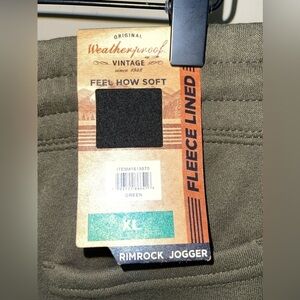 ORIGINAL
Weatherproof
VINTAGE
since 1948
FEEL HOW SOFT
FLEECE LINED
GREEN
XL
RIMROCK JOGGER